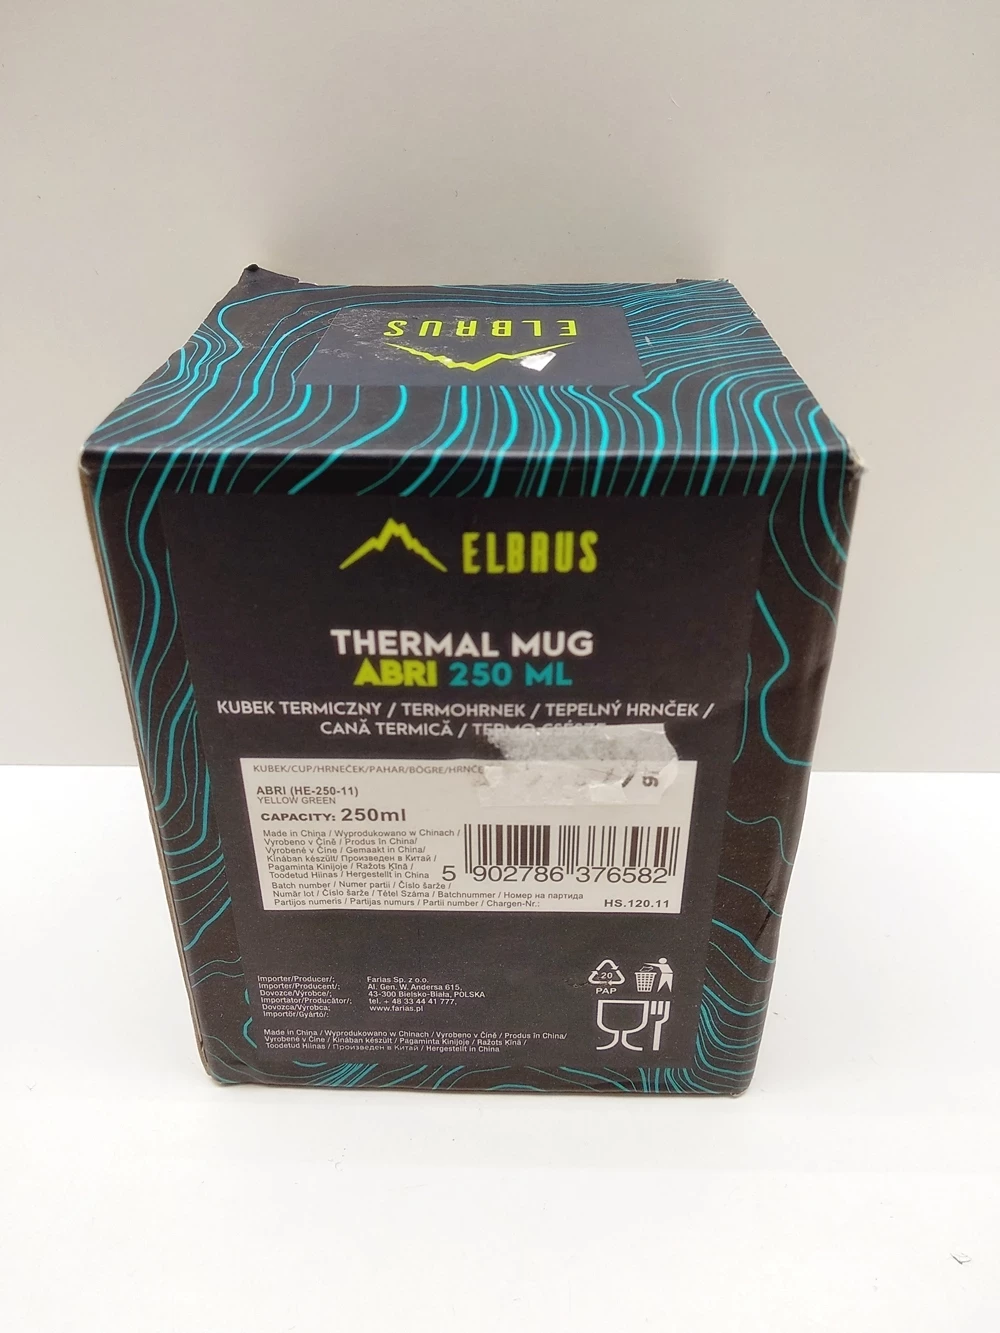 ELBRUS
ELBRUS
THERMAL MUG
ABRI 250 ML
KUBEK TERMICZNY / TERMOHRNEK / TEPELNÝ HRNČEK /
CANĂ TERMICĂ /
KUBEK/CUP/HRNEČEK/PAHAR/BÖGRE/HRNČE
ABRI (HE-250-11)
YELLOW GREEN
CAPACITY: 250ml
Made in China / Wyprodukowano w Chinach /
Vyrobeno v Číně / Produs în China/
Vyrobené v Číne / Gemaakt in China/
Kínában készült/ Произведен в Китай /
Pagaminta Kinijoje / Ražots Ķīnā /
Toodetud Hiinas / Hergestellt in China
Batch number / Numer partii / Číslo šarže /
Număr lot / Číslo šarže / Tétel Száma / Batchnummer / Номер на партида
Partijos numeris / Partijas numurs / Partii number / Chargen-Nr.:
5 902786 376582
HS.120.11
Importer/Producer/;
Importer/Producent/:
Dovozce/Výrobce/;
Importator/Producător/;
Dovozca/Výrobca;
Importőr/Gyártó/:
Farias Sp. z o.o.
Al. Gen. W. Andersa 615,
43-300 Bielsko-Biała, POLSKA
tel. + 48 33 44 41 777,
www.farias.pl
Made in China / Wyprodukowano w Chinach / Vyrobeno v Číně / Produs în China/
Vyrobené v Číne / Kínában készült / Pagaminta Kinijoje / Ražots Ķīnā /
Toodetud Hiinas / Произведен в Китай / Hergestellt in China
20
PAP